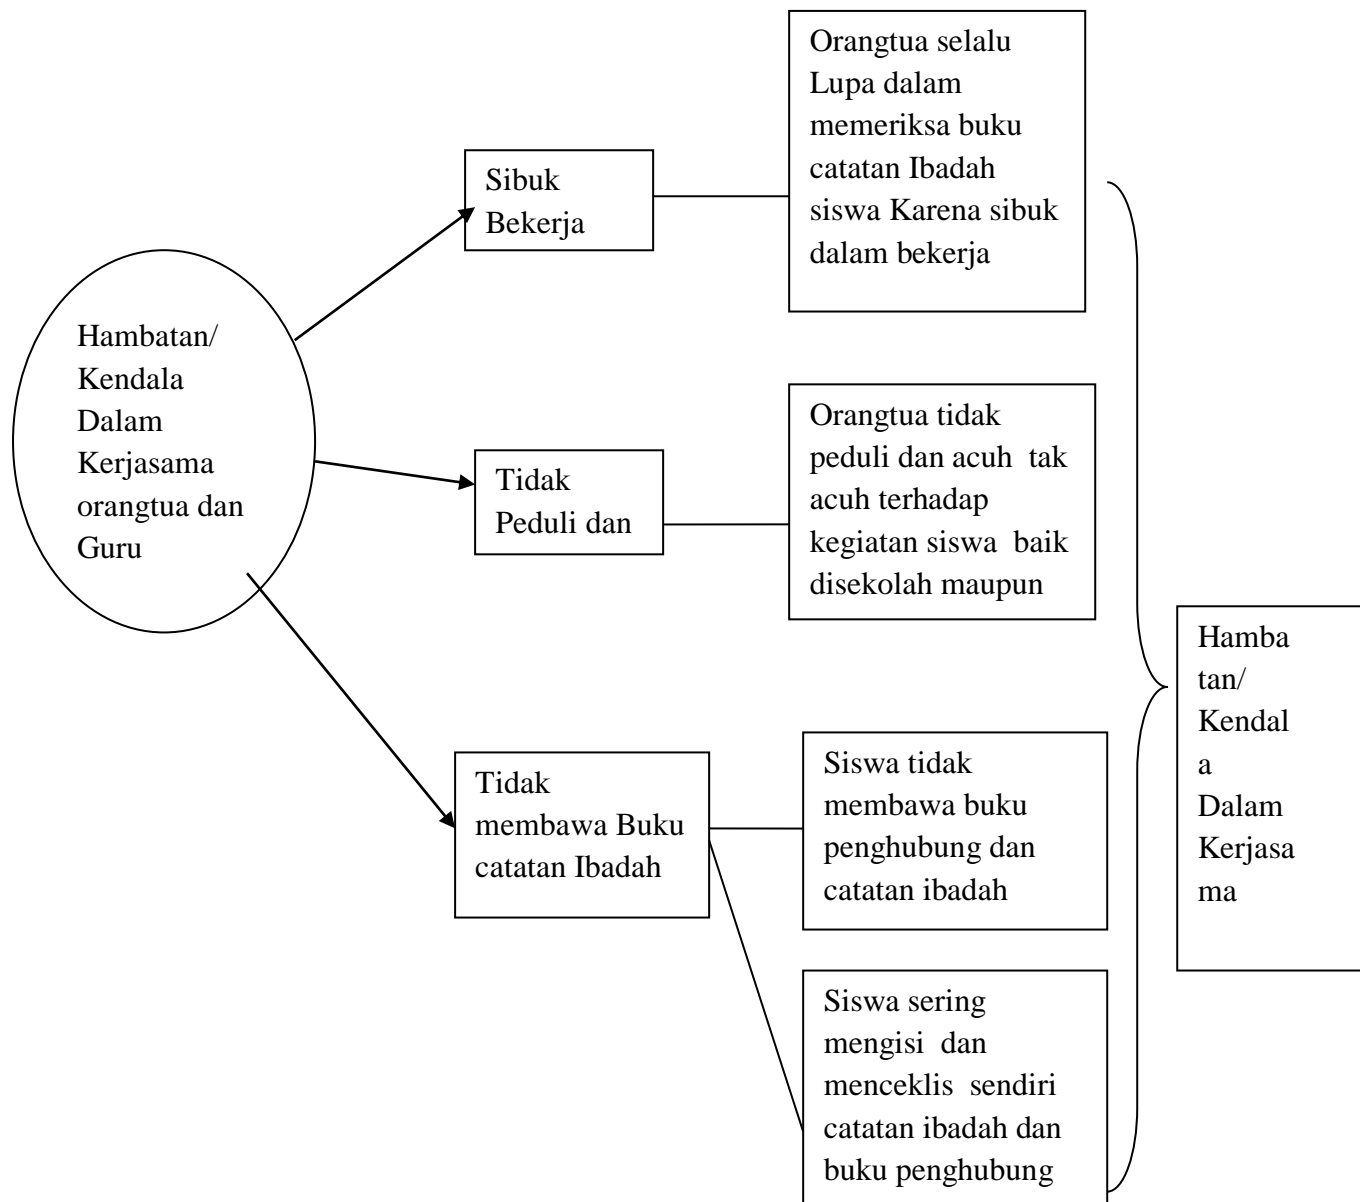 Hambatan/
Kendala
Dalam
Kerjasama
orangtua dan
Guru
Sibuk
Bekerja
Orangtua selalu
Lupa dalam
memeriksa buku
catatan Ibadah
siswa Karena sibuk
dalam bekerja
Tidak
Peduli dan
Orangtua tidak
peduli dan acuh  tak
acuh terhadap
kegiatan siswa  baik
disekolah maupun
Tidak
membawa Buku
catatan Ibadah
Siswa tidak
membawa buku
penghubung dan
catatan ibadah
Siswa sering
mengisi  dan
menceklis  sendiri
catatan ibadah dan
buku penghubung
Hamba
tan/
Kendal
a
Dalam
Kerjasa
ma